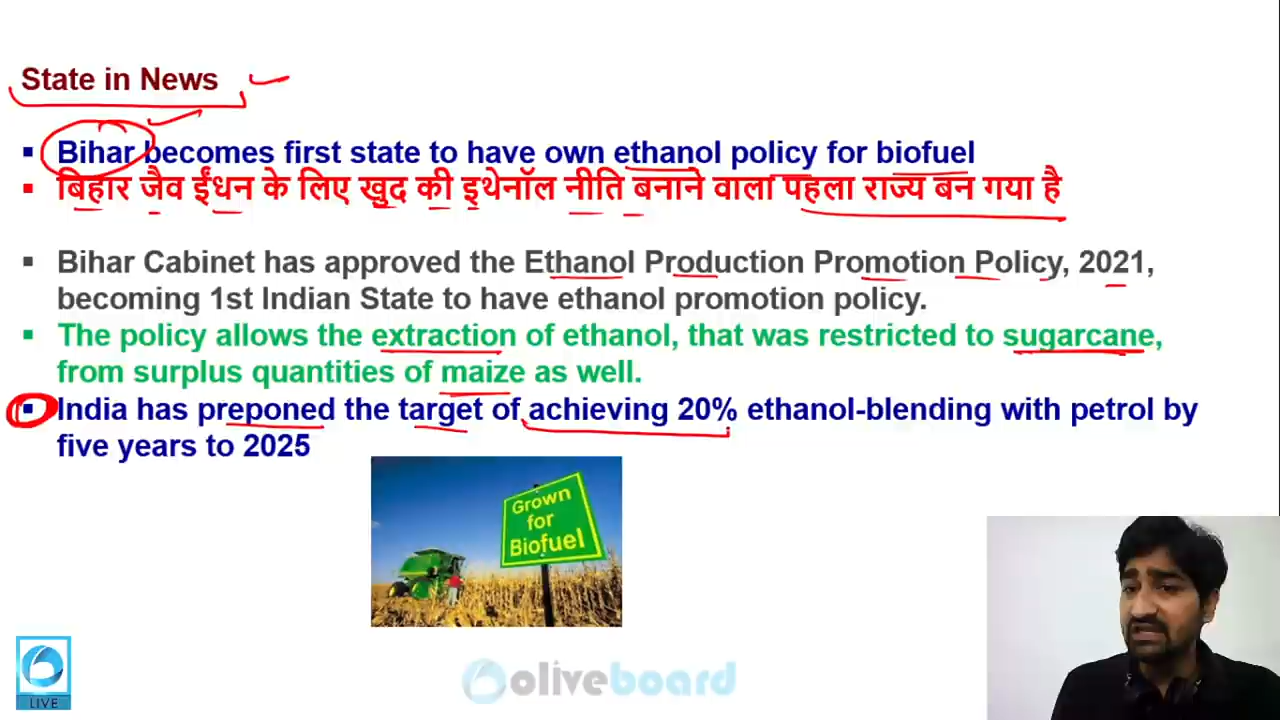 State in News
▪ Bihar becomes first state to have own ethanol policy for biofuel
▪ बिहार जैव ईंधन के लिए खुद की इथेनॉल नीति बनाने वाला पहला राज्य बन गया है
▪ Bihar Cabinet has approved the Ethanol Production Promotion Policy, 2021,
becoming 1st Indian State to have ethanol promotion policy.
▪ The policy allows the extraction of ethanol, that was restricted to sugarcane,
from surplus quantities of maize as well.
▪ India has preponed the target of achieving 20% ethanol-blending with petrol by
five years to 2025
Grown
for
Biofuel
LIVE
oliveboard